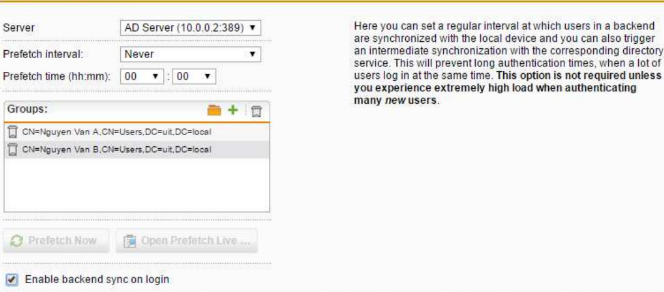 Server
AD Server (10.0.0.2:389)
Prefetch interval:
Never
Prefetch time (hh:mm):
00 : 00
Groups:
CN=Nguyen Van A,CN=Users,DC=uit,DC=local
CN=Nguyen Van B,CN=Users,DC=uit,DC=local
Prefetch Now
Open Prefetch Live ...
Enable backend sync on login
Here you can set a regular interval at which users in a backend
are synchronized with the local device and you can also trigger
an intermediate synchronization with the corresponding directory
service. This will prevent long authentication times, when a lot of
users log in at the same time. This option is not required unless
you experience extremely high load when authenticating
many new users.